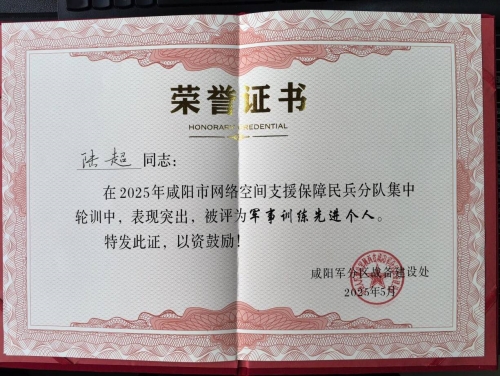 荣誉证书
HONORARY CREDENTIAL
陆超 同志：
在2025年咸阳市网络空间支援保障民兵分队集中
轮训中，表现突出，被评为军事训练先进个人。
特发此证，以资鼓励！
咸阳军分区战备建设处
2025年5月